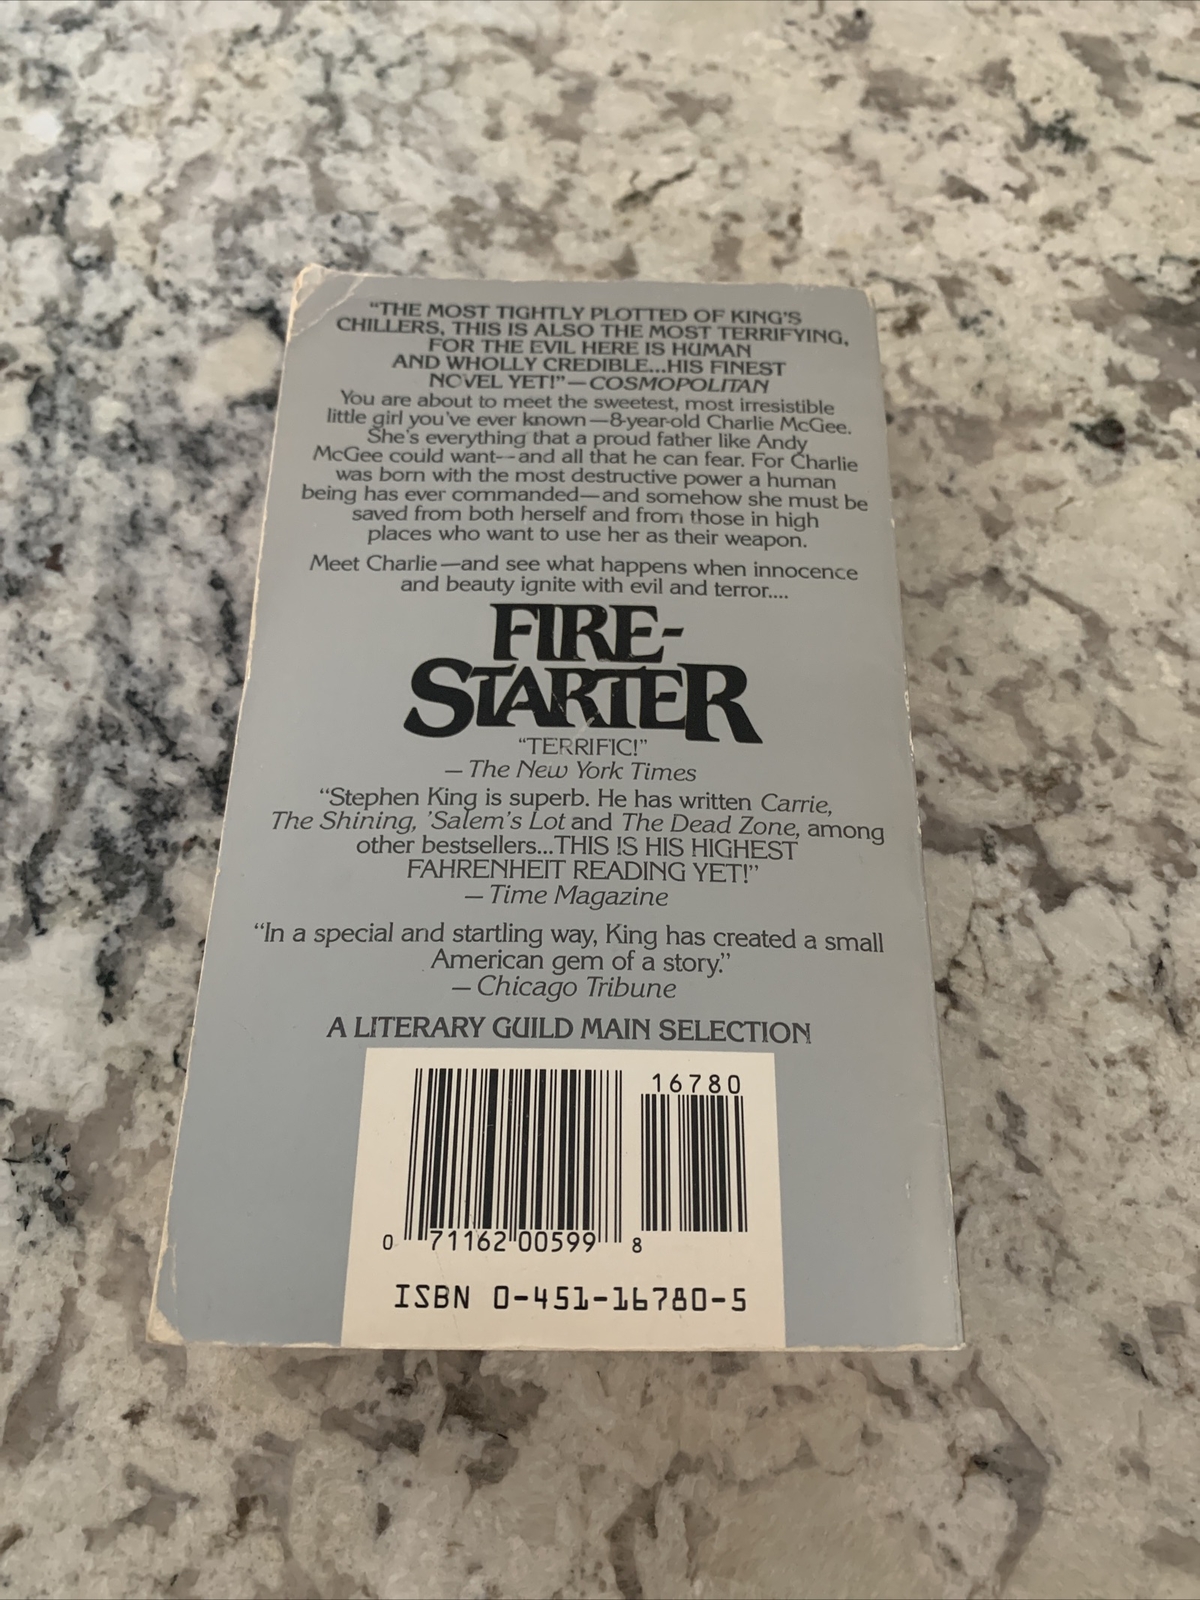 "THE MOST TIGHTLY PLOTTED OF KING'S
CHILLERS, THIS IS ALSO THE MOST TERRIFYING,
FOR THE EVIL HERE IS HUMAN
AND WHOLLY CREDIBLE...HIS FINEST
NOVEL YET!"—COSMOPOLITAN
You are about to meet the sweetest, most irresistible
little girl you've ever known—8-year-old Charlie McGee.
She's everything that a proud father like Andy
McGee could want--and all that he can fear. For Charlie
was born with the most destructive power a human
being has ever commanded—and somehow she must be
saved from both herself and from those in high
places who want to use her as their weapon.
Meet Charlie—and see what happens when innocence
and beauty ignite with evil and terror....
FIRE-
STARTER
"TERRIFIC!"
—The New York Times
"Stephen King is superb. He has written Carrie,
The Shining, 'Salem's Lot and The Dead Zone, among
other bestsellers...THIS IS HIS HIGHEST
FAHRENHEIT READING YET!"
—Time Magazine
"In a special and startling way, King has created a small
American gem of a story."
—Chicago Tribune
A LITERARY GUILD MAIN SELECTION
16780
0 71162 00599 8
ISBN 0-451-16780-5